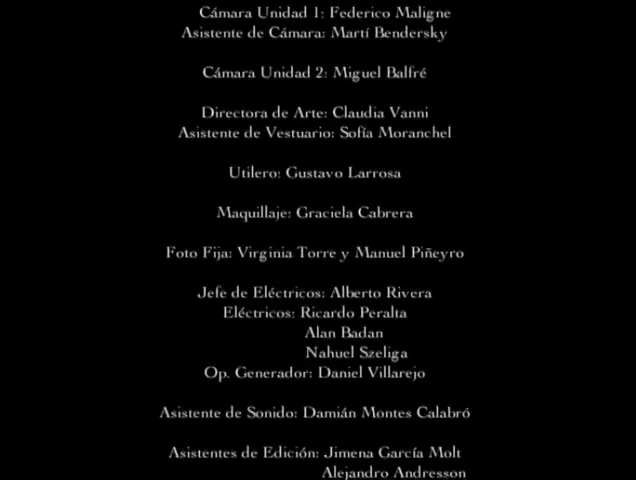 Cámara Unidad 1: Federico Maligne
Asistente de Cámara: Martí Bendersky
Cámara Unidad 2: Miguel Balfré
Directora de Arte: Claudia Vanni
Asistente de Vestuario: Sofía Moranchel
Utilero: Gustavo Larrosa
Maquillaje: Graciela Cabrera
Foto Fija: Virginia Torre y Manuel Piñeyro
Jefe de Eléctricos: Alberto Rivera
Eléctricos: Ricardo Peralta
Alan Badan
Nahuel Szeliga
Op. Generador: Daniel Villarejo
Asistente de Sonido: Damián Montes Calabró
Asistentes de Edición: Jimena García Molt
Alejandro Andresson